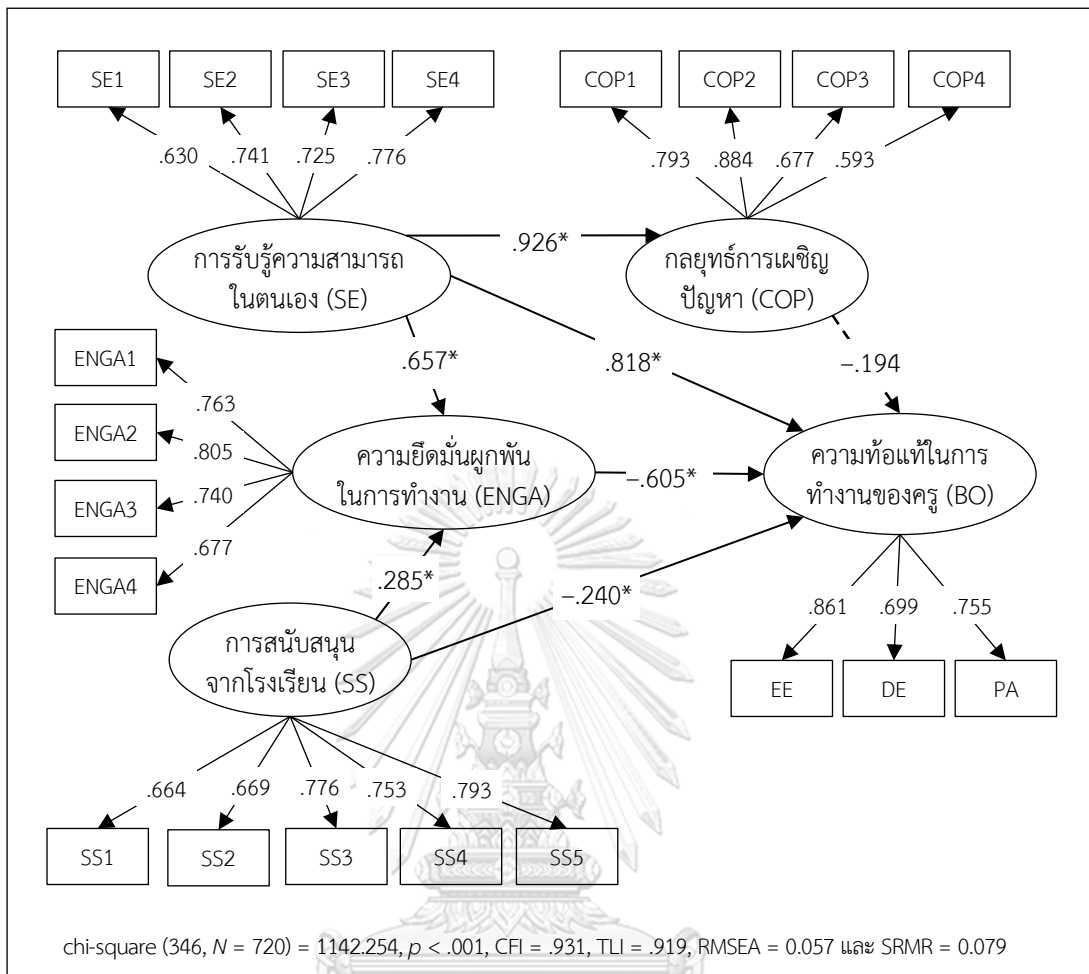 SE1 SE2 SE3 SE4 COP1 COP2 COP3 COP4
.630 .741 .725 .776 .793 .884 .677 .593
การรับรู้ความสามารถ
ในตนเอง (SE)
.926*
กลยุทธ์การเผชิญ
ปัญหา (COP)
.657*
.818*
–.194
ENGA1
ENGA2
ENGA3
ENGA4
.763
.805
.740
.677
ความยึดมั่นผูกพัน
ในการทำงาน (ENGA)
–.605*
ความท้อแท้ในการ
ทำงานของครู (BO)
.285*
–.240*
การสนับสนุน
จากโรงเรียน (SS)
.861 .699 .755
EE DE PA
.664 .669 .776 .753 .793
SS1 SS2 SS3 SS4 SS5
chi-square (346, N = 720) = 1142.254, p < .001, CFI = .931, TLI = .919, RMSEA = 0.057 และ SRMR = 0.079